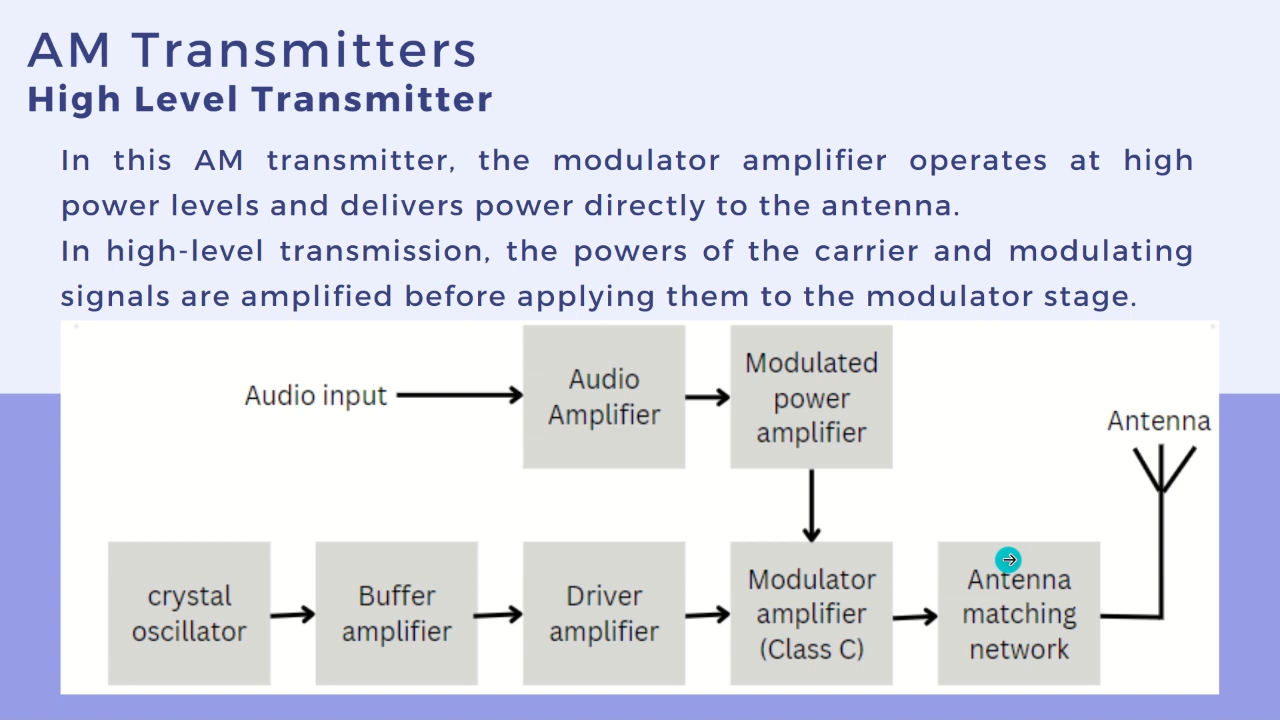 AM Transmitters
High Level Transmitter
In this AM transmitter, the modulator amplifier operates at high
power levels and delivers power directly to the antenna.
In high-level transmission, the powers of the carrier and modulating
signals are amplified before applying them to the modulator stage.
Audio input
Audio
Amplifier
Modulated
power
amplifier
Antenna
crystal
oscillator
Buffer
amplifier
Driver
amplifier
Modulator
amplifier
(Class C)
Antenna
matching
network